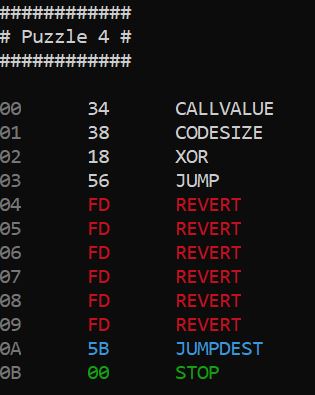 ############
# Puzzle 4 #
############
00 34 CALLVALUE
01 38 CODESIZE
02 18 XOR
03 56 JUMP
04 FD REVERT
05 FD REVERT
06 FD REVERT
07 FD REVERT
08 FD REVERT
09 FD REVERT
0A 5B JUMPDEST
0B 00 STOP